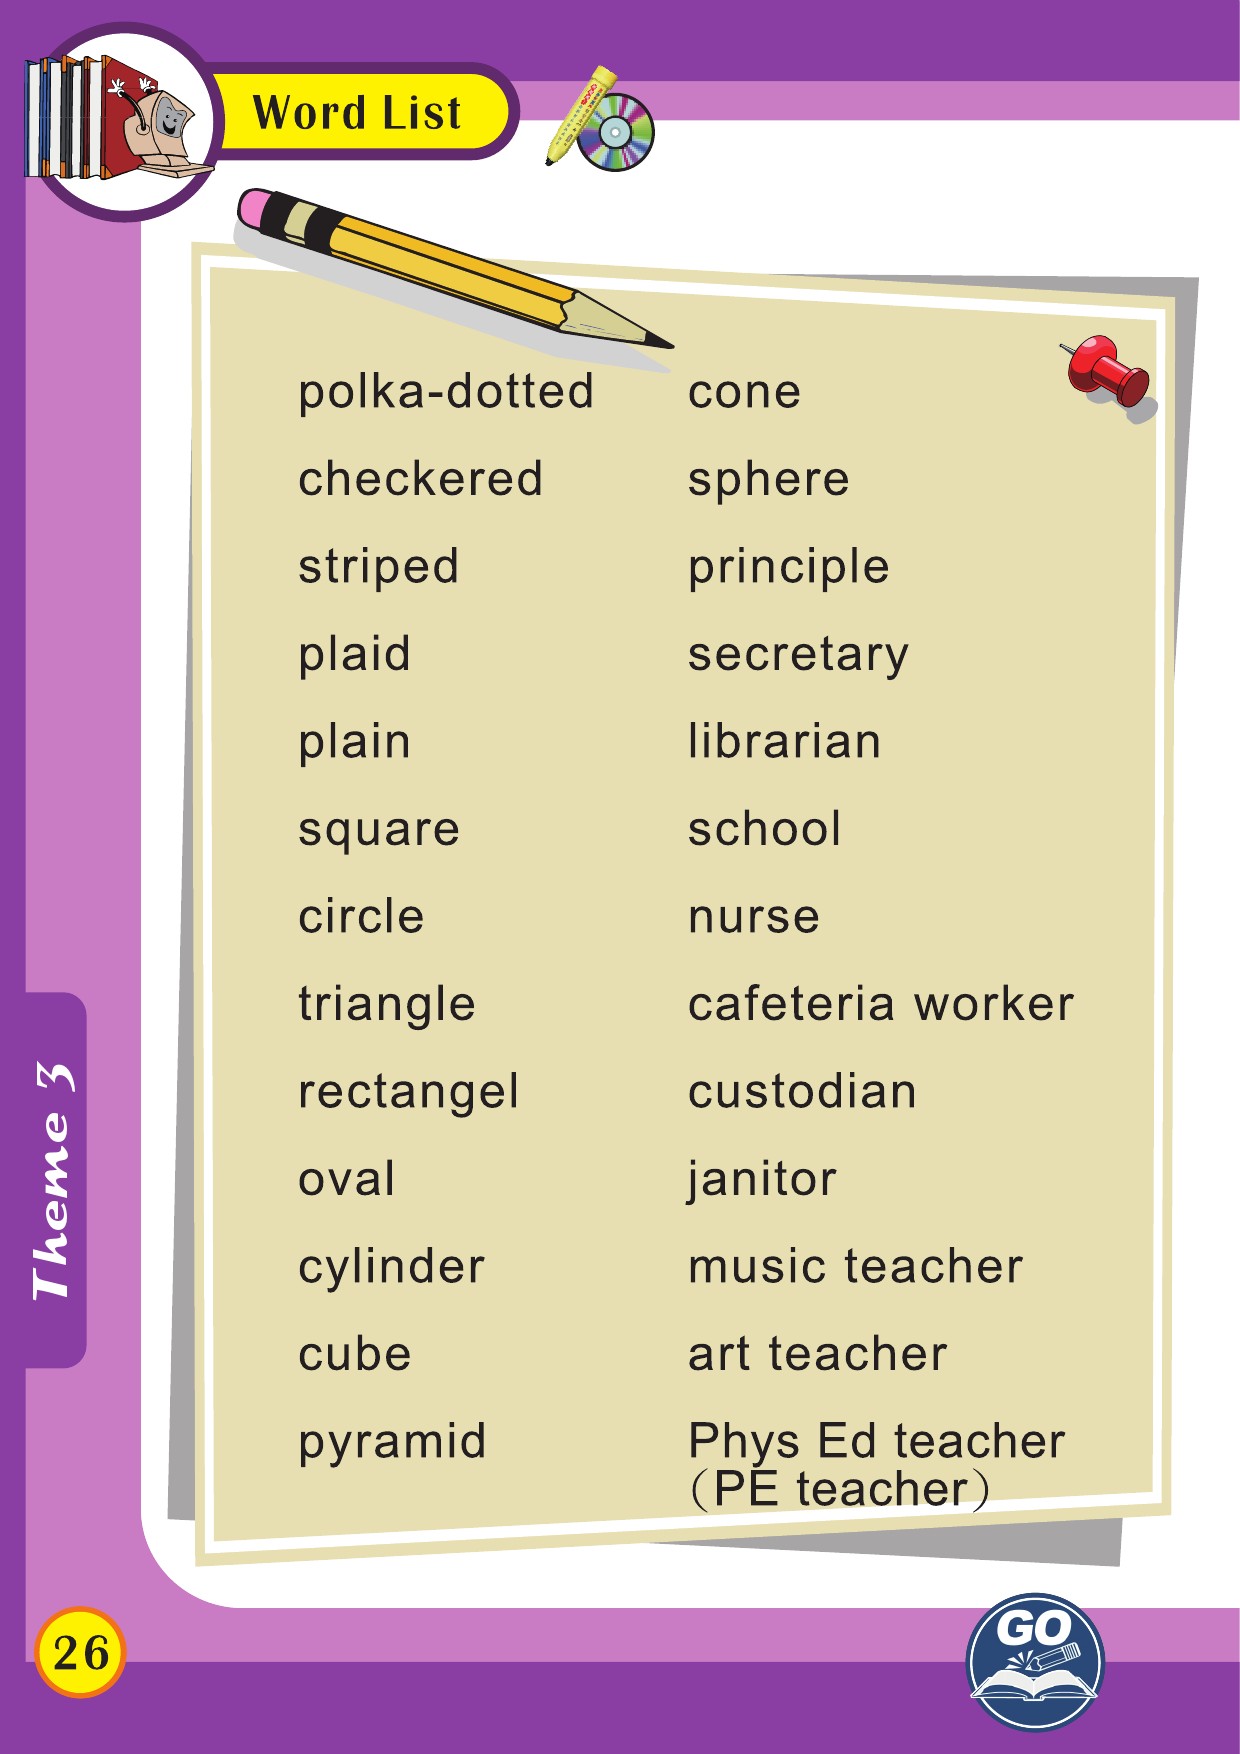 Word List
polka-dotted
checkered
striped
plaid
plain
square
circle
triangle
rectangel
oval
cylinder
cube
pyramid
cone
sphere
principle
secretary
librarian
school
nurse
cafeteria worker
custodian
janitor
music teacher
art teacher
Phys Ed teacher
（PE teacher）
Theme 3
26
GO